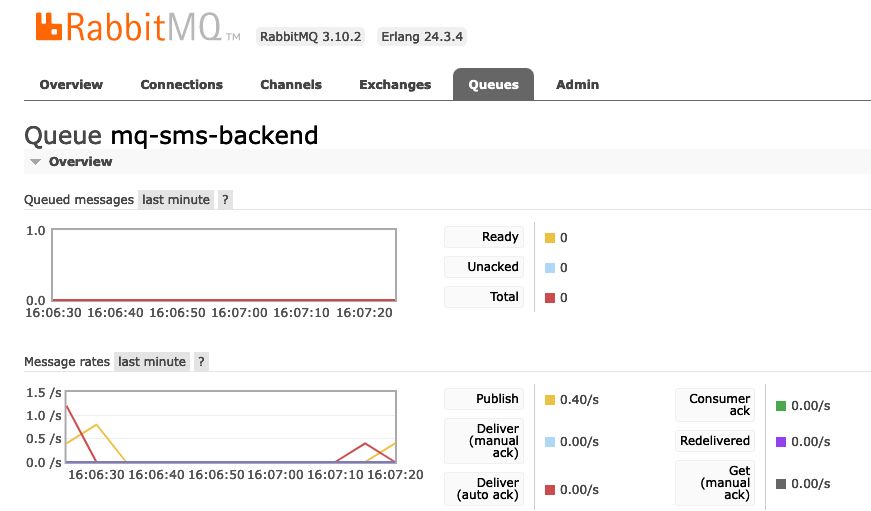 RabbitMQ TM RabbitMQ 3.10.2 Erlang 24.3.4
Overview Connections Channels Exchanges Queues Admin
Queue mq-sms-backend
Overview
Queued messages last minute ?
1.0
0.0
16:06:30 16:06:40 16:06:50 16:07:00 16:07:10 16:07:20
Ready 0
Unacked 0
Total 0
Message rates last minute ?
1.5 /s
1.0 /s
0.5 /s
0.0 /s
16:06:30 16:06:40 16:06:50 16:07:00 16:07:10 16:07:20
Publish 0.40/s
Deliver
(manual 0.00/s
ack)
Deliver
(auto ack) 0.00/s
Consumer
ack 0.00/s
Redelivered 0.00/s
Get
(manual 0.00/s
ack)